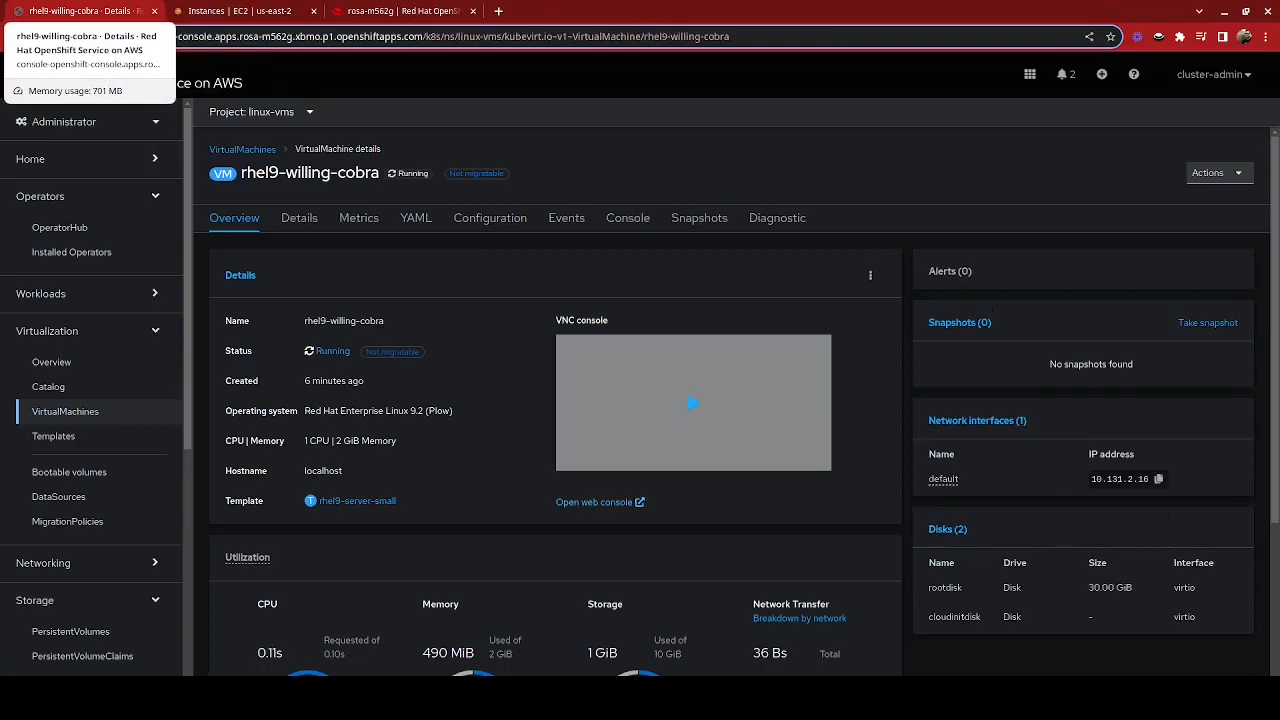 rhel9-willing-cobra · Details · R
Instances | EC2 | us-east-2
rosa-m562g | Red Hat OpenSh
rhel9-willing-cobra · Details · Red
Hat OpenShift Service on AWS
console-openshift-console.apps.ro...
Memory usage: 701 MB
-console.apps.rosa-m562g.xbmo.p1.openshiftapps.com/k8s/ns/linux-vms/kubevirt.io~v1~VirtualMachine/rhel9-willing-cobra
ce on AWS
2
cluster-admin
Administrator
Home
Operators
OperatorHub
Installed Operators
Workloads
Virtualization
Overview
Catalog
VirtualMachines
Templates
Bootable volumes
DataSources
MigrationPolicies
Networking
Storage
PersistentVolumes
PersistentVolumeClaims
Project: linux-vms
VirtualMachines > VirtualMachine details
VM rhel9-willing-cobra Running Not migratable
Actions
Overview Details Metrics YAML Configuration Events Console Snapshots Diagnostic
Details
Name rhel9-willing-cobra
Status Running Not migratable
Created 6 minutes ago
Operating system Red Hat Enterprise Linux 9.2 (Plow)
CPU | Memory 1 CPU | 2 GiB Memory
Hostname localhost
Template T rhel9-server-small
VNC console
Open web console
Utilization
CPU
0.11s
Requested of
0.10s
Memory
490 MiB
Used of
2 GiB
Storage
1 GiB
Used of
10 GiB
Network Transfer
Breakdown by network
36 Bs Total
Alerts (0)
Snapshots (0) Take snapshot
No snapshots found
Network interfaces (1)
Name IP address
default 10.131.2.16
Disks (2)
Name Drive Size Interface
rootdisk Disk 30.00 GiB virtio
cloudinitdisk Disk - virtio